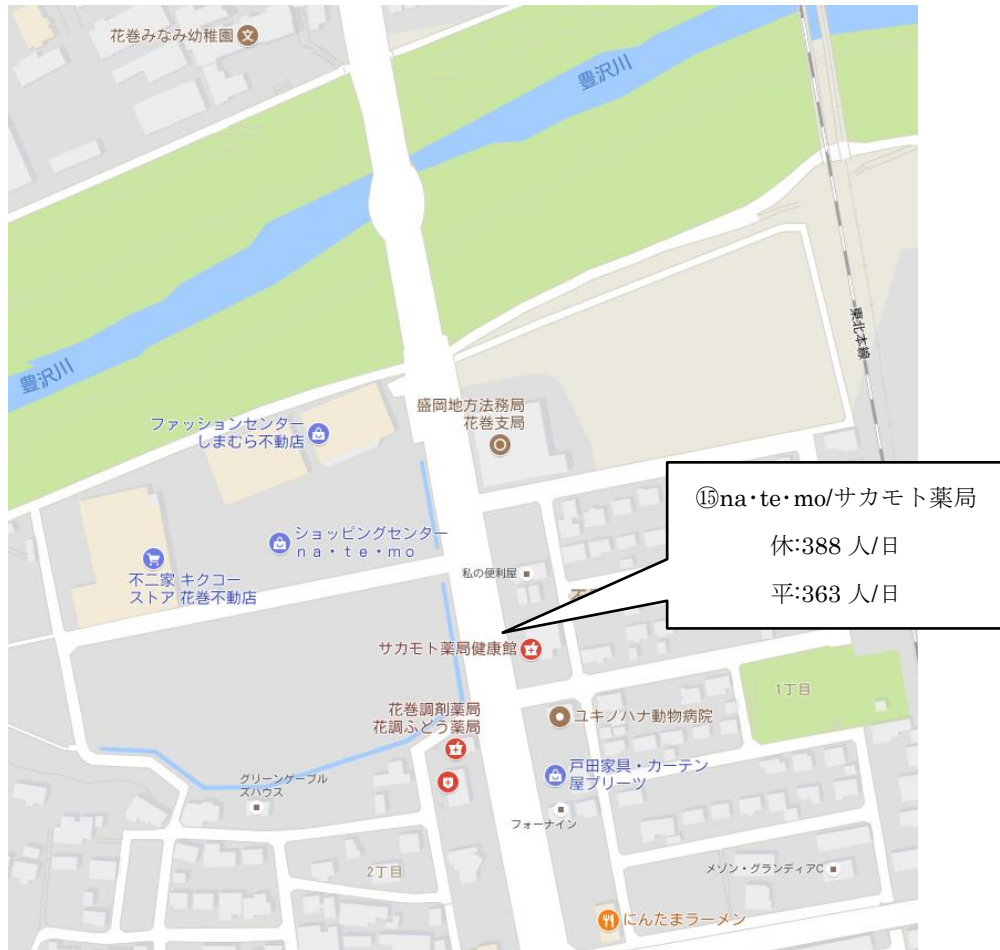 花巻みなみ幼稚園
文
豊沢川
豊沢川
東北本線
盛岡地方法務局
花巻支局
ファッションセンター
しまむら不動店
ショッピングセンター
na・te・mo
不二家 キクコー
ストア 花巻不動店
私の便利屋
⑮na・te・mo/サカモト薬局
休:388 人/日
平:363 人/日
サカモト薬局健康館
1丁目
花巻調剤薬局
花調ふどう薬局
ユキノハナ動物病院
戸田家具・カーテン
屋プリーツ
グリーンゲーブル
ズハウス
フォーナイン
2丁目
メゾン・グランディアC
にんたまラーメン